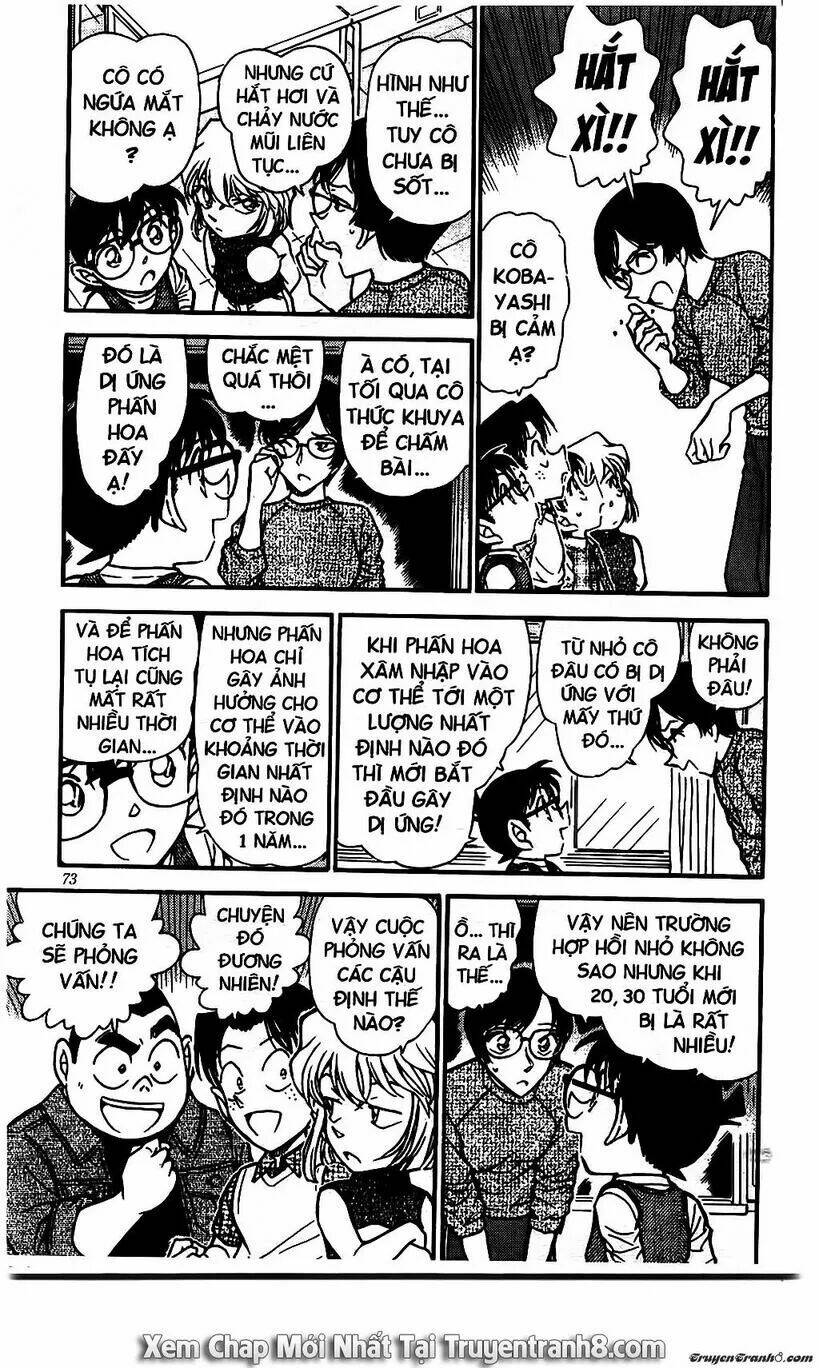 HẮT
XÌ!!
HẮT
XÌ!!
CÔ
KOBA-
YASHI
BỊ CẢM
Ạ?
HÌNH NHƯ
THẾ...
TUY CÔ
CHƯA BỊ
SỐT...
NHƯNG CỨ
HẮT HƠI VÀ
CHẢY NƯỚC
MŨI LIÊN
TỤC...
CÔ CÓ
NGỨA MẮT
KHÔNG Ạ
?
À CÓ, TẠI
TỐI QUA CÔ
THỨC KHUYA
ĐỂ CHẤM
BÀI...
CHẮC MỆT
QUÁ THÔI
...
ĐÓ LÀ
DỊ ỨNG
PHẤN
HOA
ĐẤY
Ạ!
KHÔNG
PHẢI
ĐÂU!
TỪ NHỎ CÔ
ĐÂU CÓ BỊ DỊ
ỨNG VỚI
MẤY THỨ
ĐÓ...
KHI PHẤN HOA
XÂM NHẬP VÀO
CƠ THỂ TỚI MỘT
LƯỢNG NHẤT
ĐỊNH NÀO ĐÓ
THÌ MỚI BẮT
ĐẦU GÂY
DỊ ỨNG!
NHƯNG PHẤN
HOA CHỈ
GÂY ẢNH
HƯỞNG CHO
CƠ THỂ VÀO
KHOẢNG THỜI
GIAN NHẤT
ĐỊNH NÀO
ĐÓ TRONG
1 NĂM...
VÀ ĐỂ PHẤN
HOA TÍCH
TỤ LẠI CŨNG
MẤT RẤT
NHIỀU THỜI
GIAN...
73
VẬY NÊN TRƯỜNG
HỢP HỒI NHỎ KHÔNG
SAO NHƯNG KHI
20, 30 TUỔI MỚI
BỊ LÀ RẤT
NHIỀU!
Ồ... THÌ
RA LÀ
THẾ...
VẬY CUỘC
PHỎNG VẤN
CÁC CẬU
ĐỊNH THẾ
NÀO?
CHUYỆN
ĐÓ
ĐƯƠNG
NHIÊN!
CHÚNG TA
SẼ PHỎNG
VẤN!!
Xem Chap Mới Nhất Tại Truyentranh8.com
TruyenTranh8.com